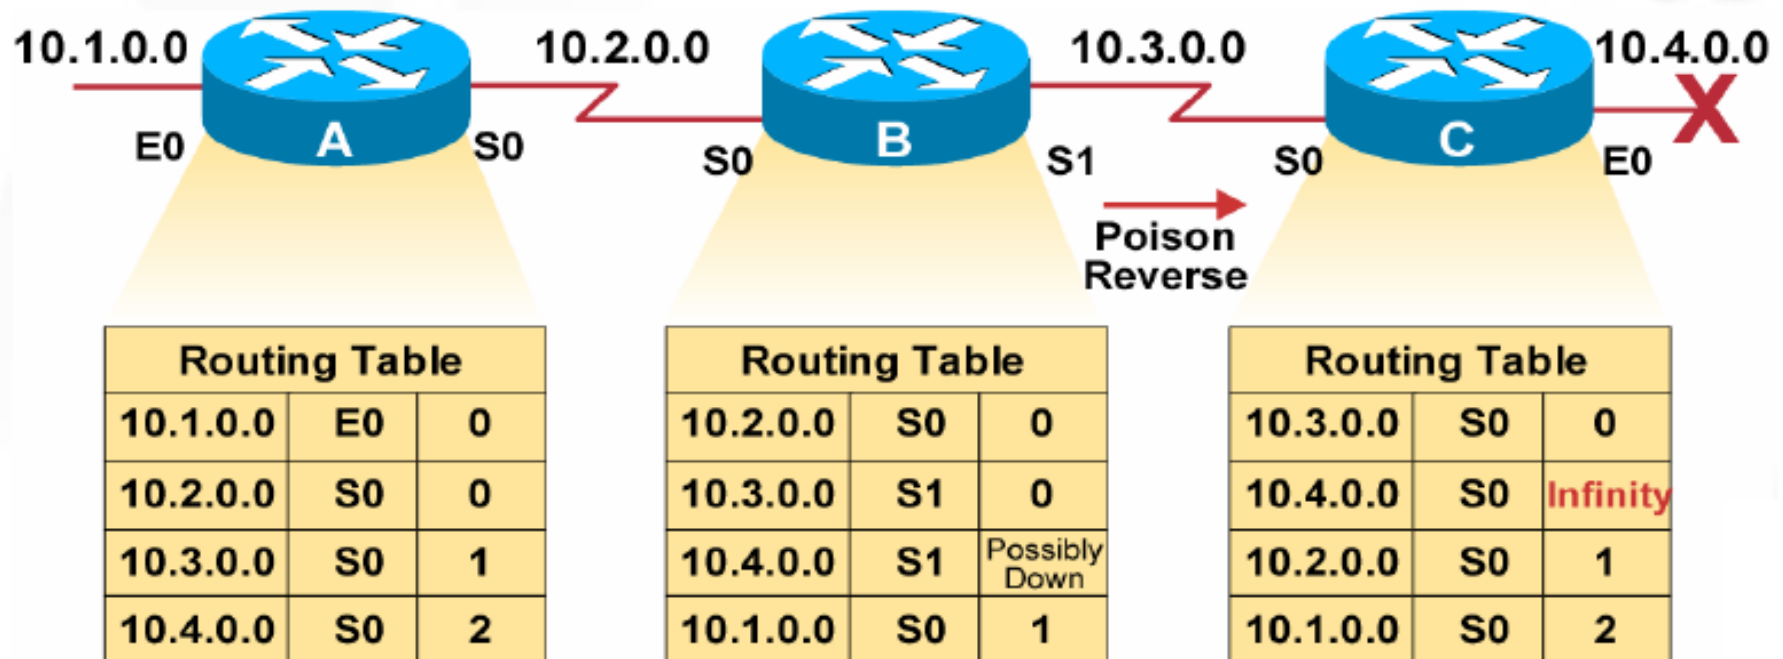 10.1.0.0 10.2.0.0 10.3.0.0 10.4.0.0
X
A B C
E0 S0 S0 S1 S0 E0
Poison
Reverse
Routing Table
10.1.0.0 E0 0
10.2.0.0 S0 0
10.3.0.0 S0 1
10.4.0.0 S0 2
Routing Table
10.2.0.0 S0 0
10.3.0.0 S1 0
10.4.0.0 S1 Possibly
Down
10.1.0.0 S0 1
Routing Table
10.3.0.0 S0 0
10.4.0.0 S0 Infinity
10.2.0.0 S0 1
10.1.0.0 S0 2